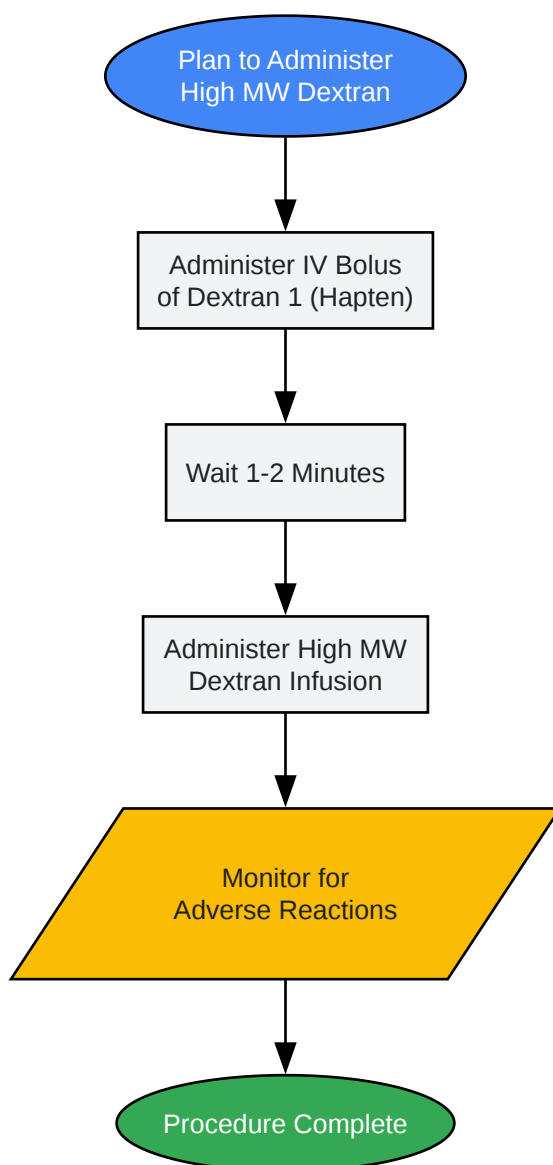 Plan to Administer
High MW Dextran
Administer IV Bolus
of Dextran 1 (Hapten)
Wait 1-2 Minutes
Administer High MW
Dextran Infusion
Monitor for
Adverse Reactions
Procedure Complete